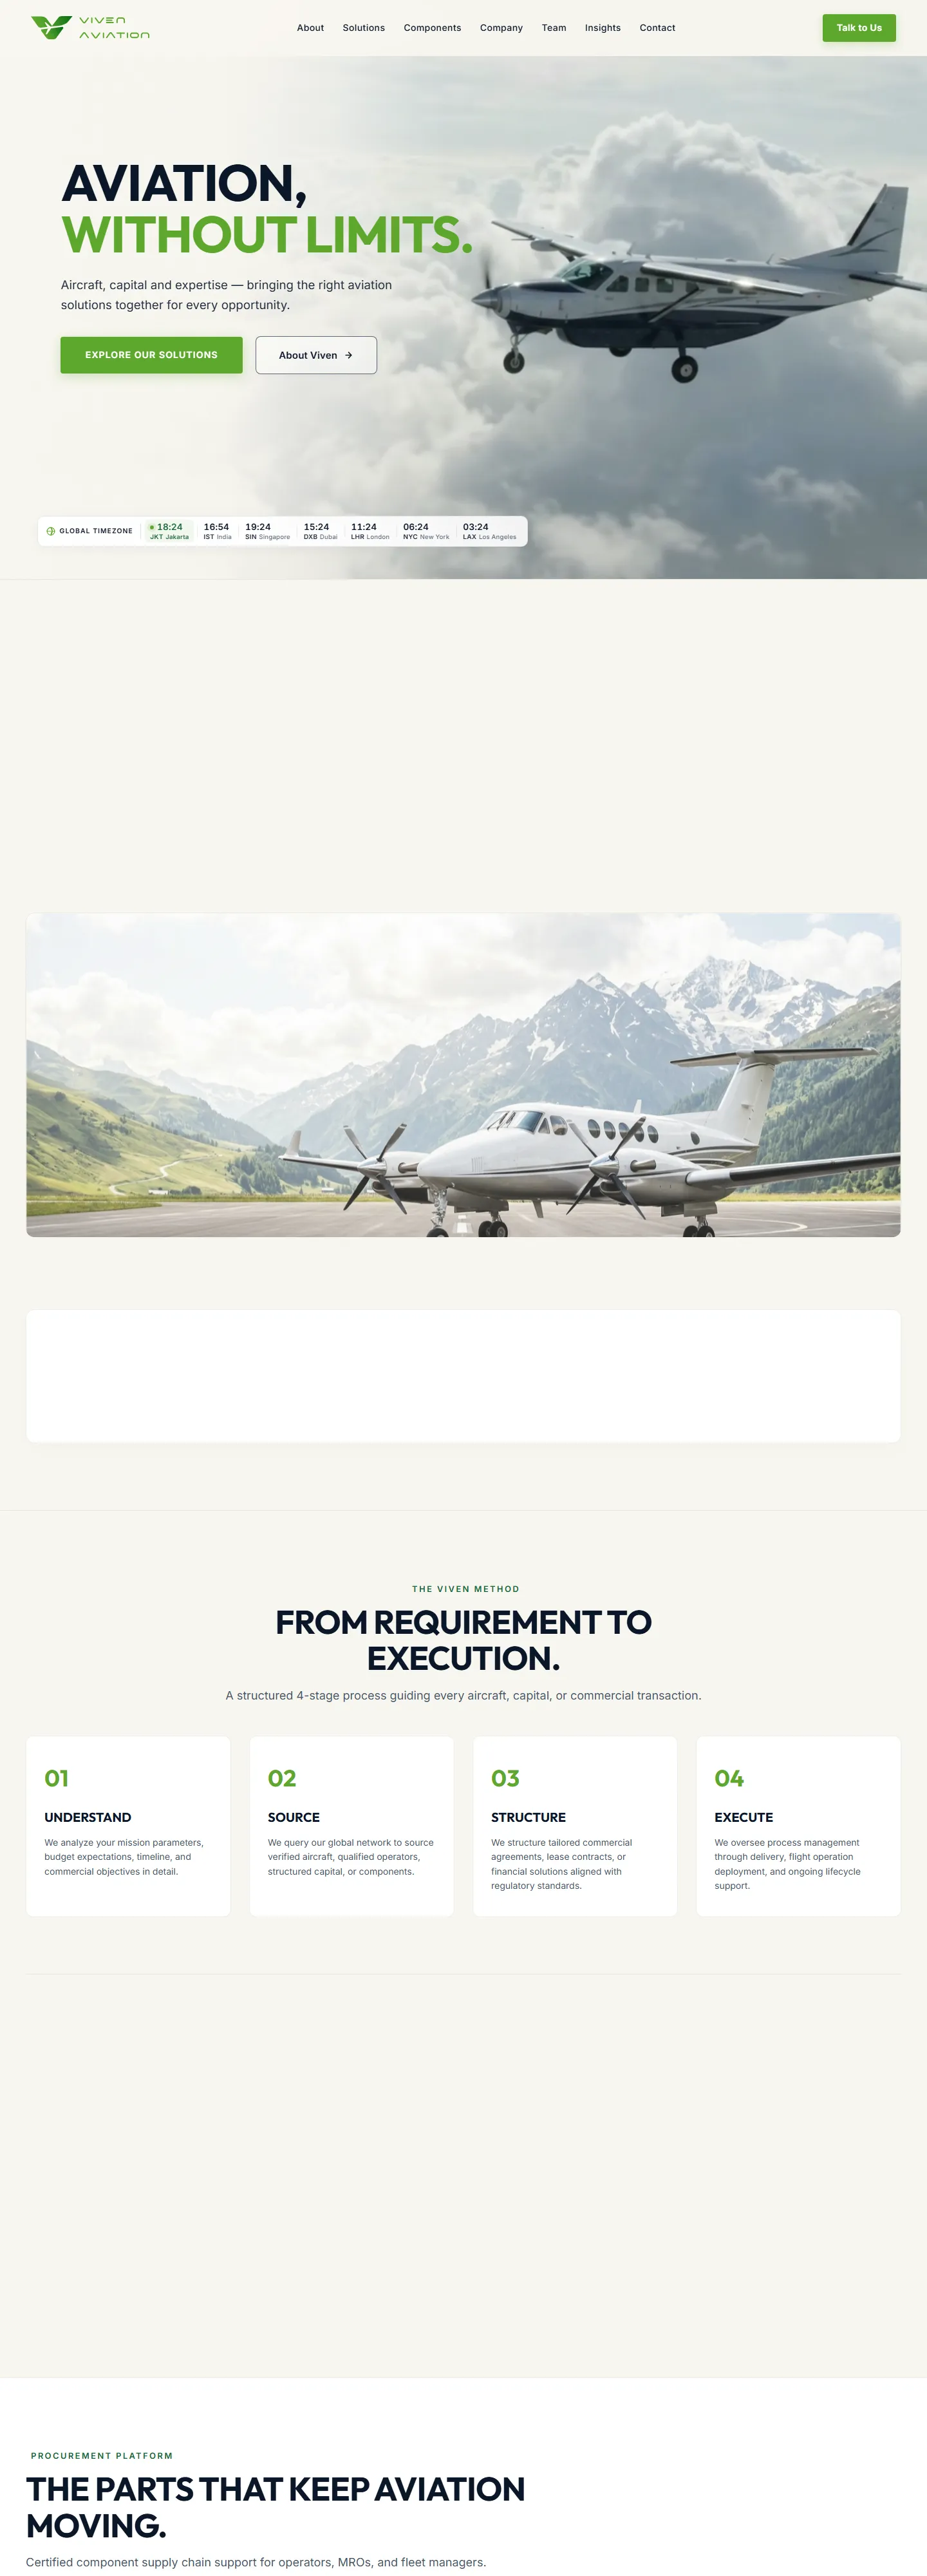 VIVEN
AVIATION
About Solutions Components Company Team Insights Contact
Talk to Us
AVIATION,
WITHOUT LIMITS.
Aircraft, capital and expertise — bringing the right aviation
solutions together for every opportunity.
EXPLORE OUR SOLUTIONS
About Viven →
GLOBAL TIMEZONE
18:24
JKT Jakarta
16:54
IST India
19:24
SIN Singapore
15:24
DXB Dubai
11:24
LHR London
06:24
NYC New York
03:24
LAX Los Angeles
THE VIVEN METHOD
FROM REQUIREMENT TO
EXECUTION.
A structured 4-stage process guiding every aircraft, capital, or commercial transaction.
01
UNDERSTAND
We analyze your mission parameters,
budget expectations, timeline, and
commercial objectives in detail.
02
SOURCE
We query our global network to source
verified aircraft, qualified operators,
structured capital, or components.
03
STRUCTURE
We structure tailored commercial
agreements, lease contracts, or
financial solutions aligned with
regulatory standards.
04
EXECUTE
We oversee process management
through delivery, flight operation
deployment, and ongoing lifecycle
support.
PROCUREMENT PLATFORM
THE PARTS THAT KEEP AVIATION
MOVING.
Certified component supply chain support for operators, MROs, and fleet managers.